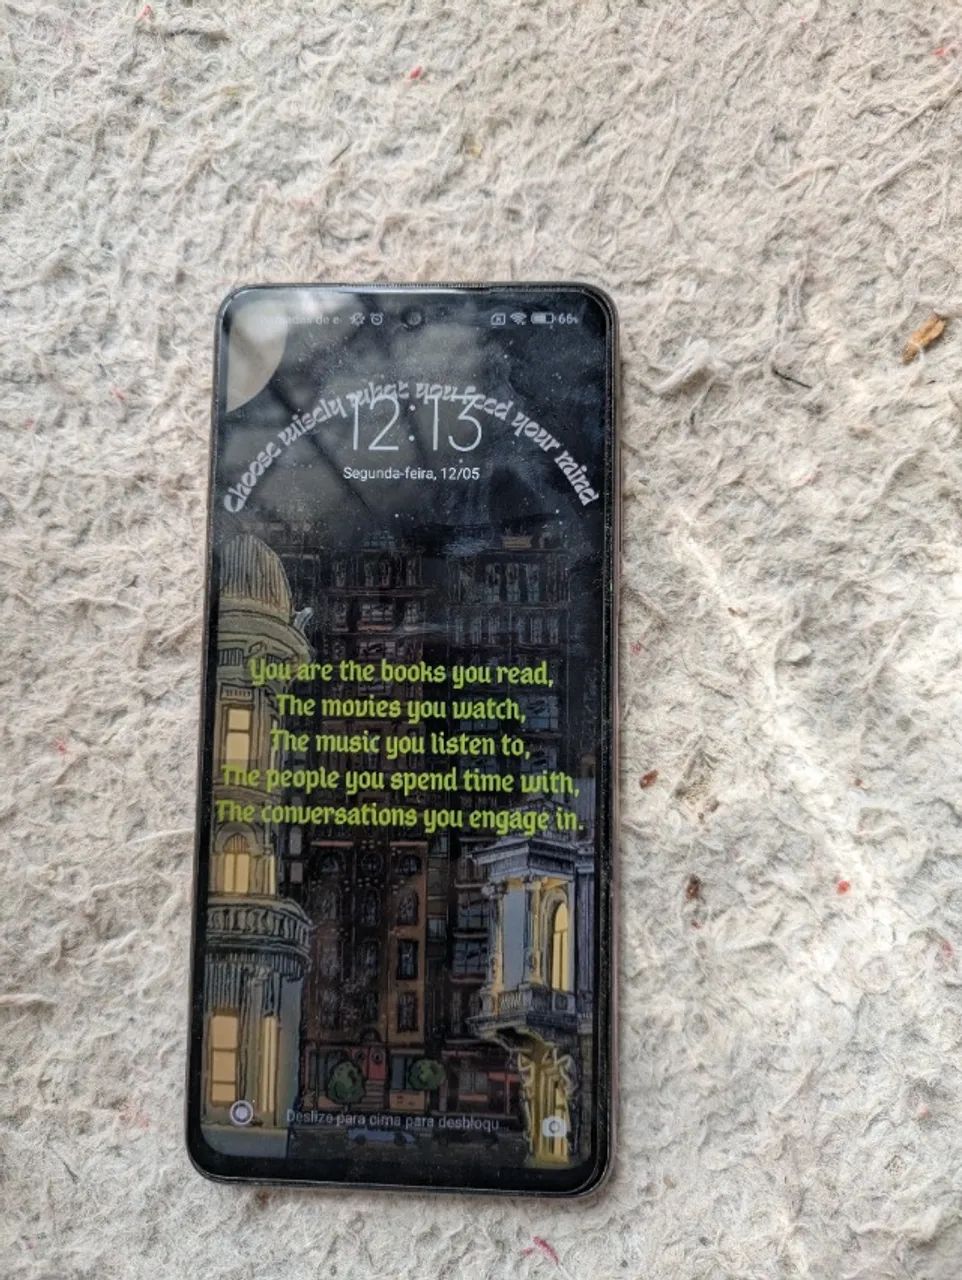 de e
66%
Choose wisely what you feed your mind
12:13
Segunda-feira, 12/05
You are the books you read,
The movies you watch,
The music you listen to,
The people you spend time with,
The conversations you engage in.
Deslize para cima para desbloqu